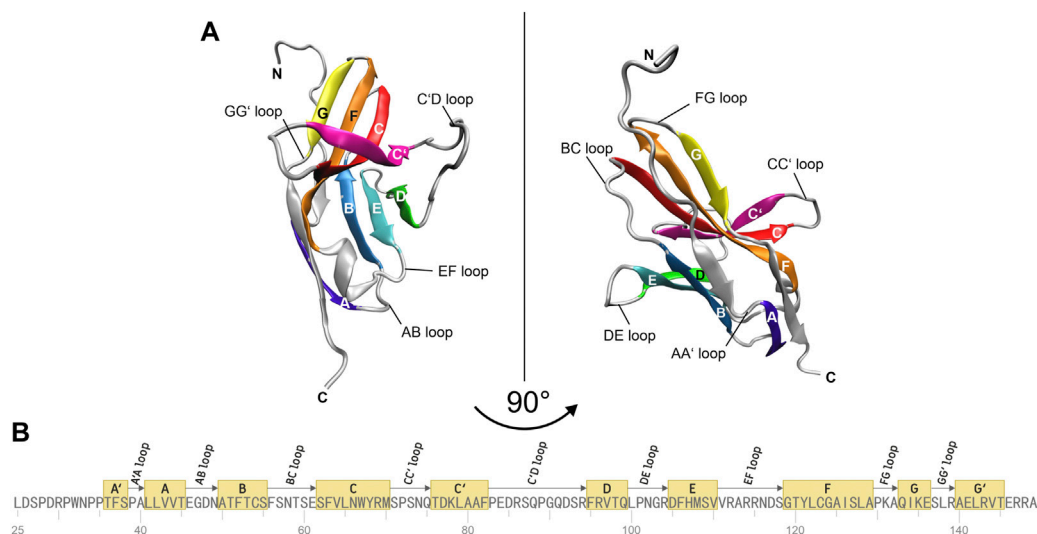 A
N
GG‘ loop
G
F
C
C‘D loop
C‘
B
E
D
EF loop
A
AB loop
C
N
FG loop
BC loop
G
CC‘ loop
C‘
C
F
E
D
B
A
DE loop
AA‘ loop
C
90°
B
A‘A loop
AB loop
BC loop
CC‘ loop
C‘D loop
DE loop
EF loop
FG loop
GG‘ loop
A‘ A B C C‘ D E F G G‘
LDSPDRPWNPPTFSPALLVVTEGDNATFTCSFSNTSESFVLNWYRMSPSNQTDKLAAFPEDRSQPGQDSRFRVTQLPNGRDFHMSVVRARRNDSGTYLCGAISLAPKAQIKESLRAELRVTERRA
25 40 60 80 100 120 140